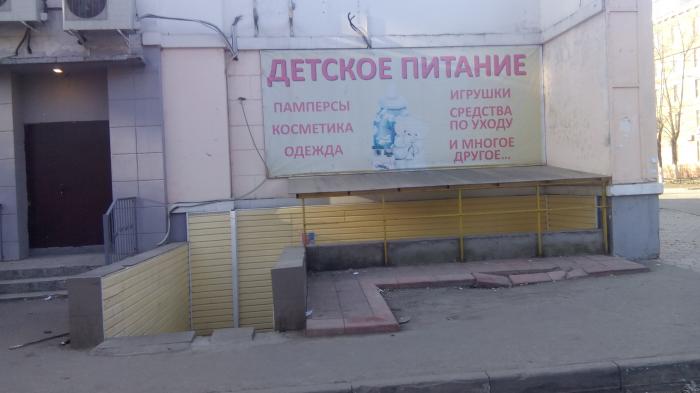 ДЕТСКОЕ ПИТАНИЕ
ПАМПЕРСЫ
КОСМЕТИКА
ОДЕЖДА
ИГРУШКИ
СРЕДСТВА
ПО УХОДУ
И МНОГОЕ
ДРУГОЕ...